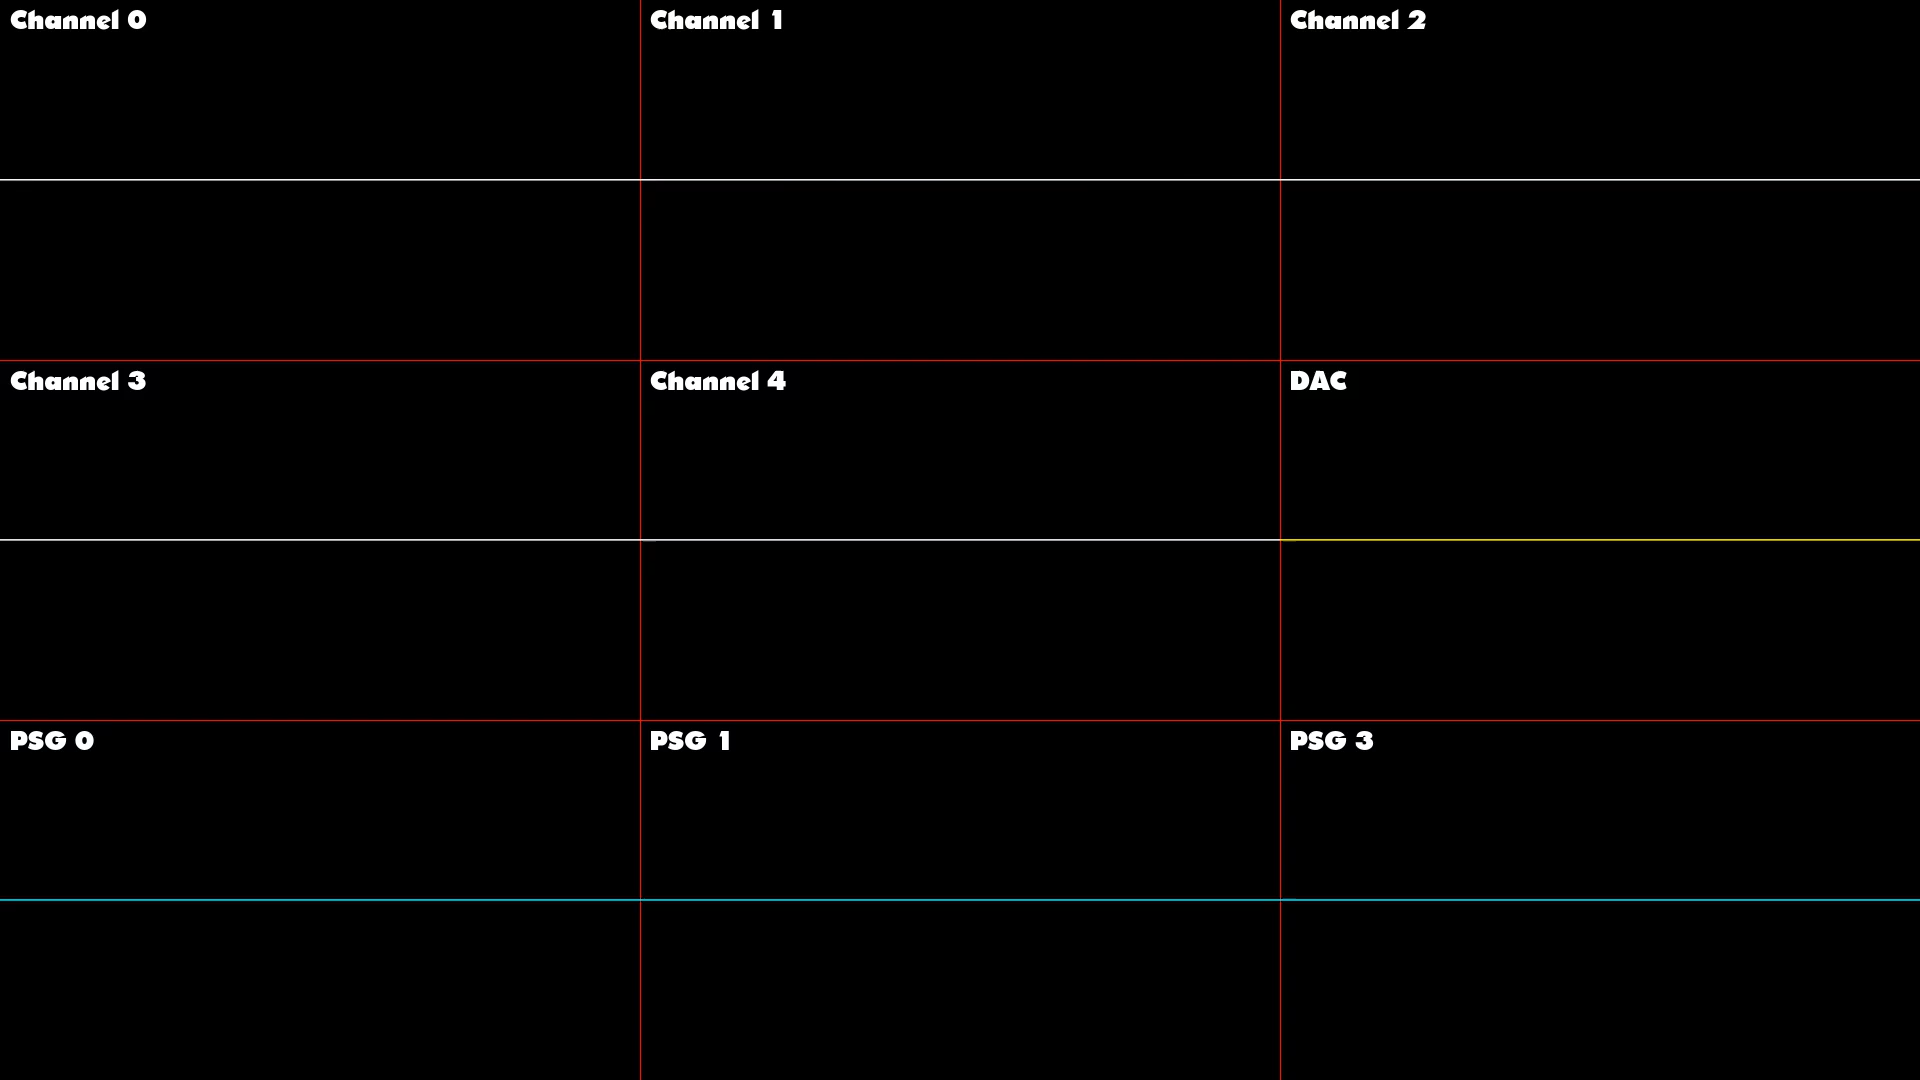 Channel 0
Channel 1
Channel 2
Channel 3
Channel 4
DAC
PSG 0
PSG 1
PSG 3